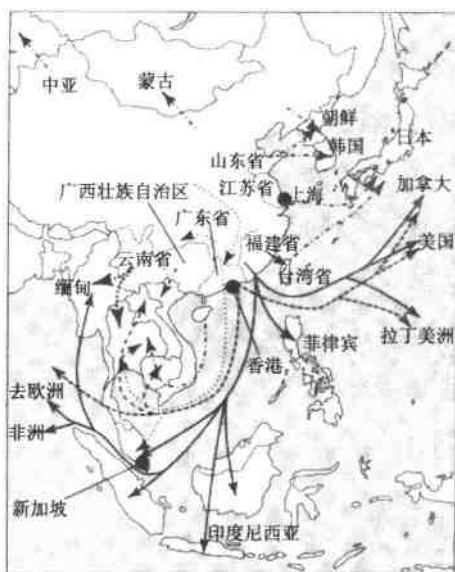 中亚
蒙古
朝鲜
韩国
日本
山东省
江苏省
上海
加拿大
广西壮族自治区
广东省
福建省
美国
云南省
台湾省
缅甸
拉丁美洲
菲律宾
香港
去欧洲
非洲
新加坡
印度尼西亚